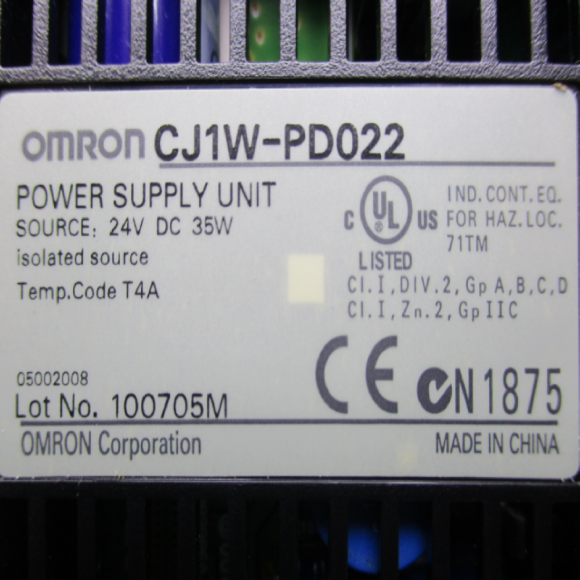 OMRON CJ1W-PD022
POWER SUPPLY UNIT
SOURCE: 24V DC 35W
isolated source
Temp.Code T4A
C UL US
LISTED
IND.CONT.EQ.
FOR HAZ.LOC.
71TM
Cl.I,DIV.2,Gp A,B,C,D
Cl.I,Zn.2,GpIIC
05002008
Lot No. 100705M
CE N1875
OMRON Corporation
MADE IN CHINA